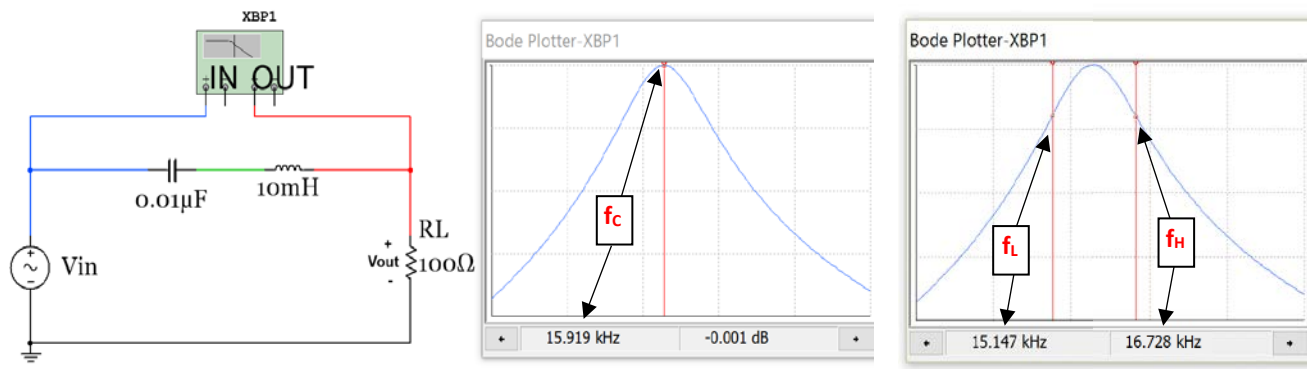 XBP1
IN OUT
0.01µF
10mH
Vin
+
Vout
-
RL
100Ω
Bode Plotter-XBP1
fC
15.919 kHz
-0.001 dB
Bode Plotter-XBP1
fL
fH
15.147 kHz
16.728 kHz